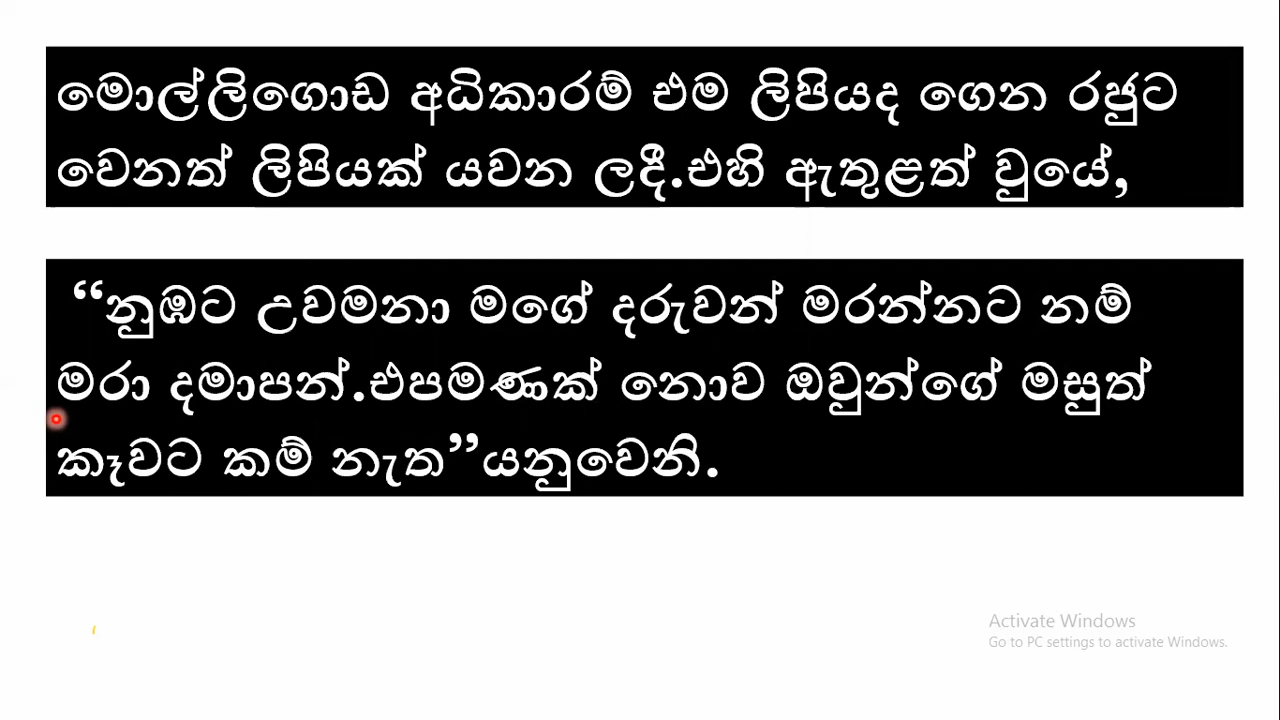 මොල්ලිගොඩ අධිකාරම් එම ලිපියද ගෙන රජුට
වෙනත් ලිපියක් යවන ලදී.එහි ඇතුළත් වුයේ,
“නුඹට උවමනා මගේ දරුවන් මරන්නට නම්
මරා දමාපන්.එපමණක් නොව ඔවුන්ගේ මසුත්
කෑවට කම් නැත”යනුවෙනි.
Activate Windows
Go to PC settings to activate Windows.